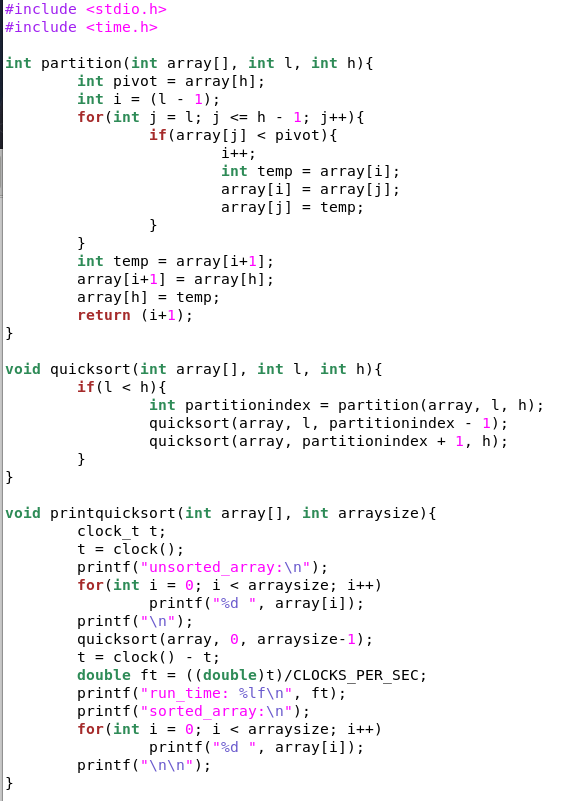 #include <stdio.h>
#include <time.h>

int partition(int array[], int l, int h){
        int pivot = array[h];
        int i = (l - 1);
        for(int j = l; j <= h - 1; j++){
                if(array[j] < pivot){
                        i++;
                        int temp = array[i];
                        array[i] = array[j];
                        array[j] = temp;
                }
        }
        int temp = array[i+1];
        array[i+1] = array[h];
        array[h] = temp;
        return (i+1);
}

void quicksort(int array[], int l, int h){
        if(l < h){
                int partitionindex = partition(array, l, h);
                quicksort(array, l, partitionindex - 1);
                quicksort(array, partitionindex + 1, h);
        }
}

void printquicksort(int array[], int arraysize){
        clock_t t;
        t = clock();
        printf("unsorted_array:\n");
        for(int i = 0; i < arraysize; i++)
                printf("%d ", array[i]);
        printf("\n");
        quicksort(array, 0, arraysize-1);
        t = clock() - t;
        double ft = ((double)t)/CLOCKS_PER_SEC;
        printf("run_time: %lf\n", ft);
        printf("sorted_array:\n");
        for(int i = 0; i < arraysize; i++)
                printf("%d ", array[i]);
        printf("\n\n");
}